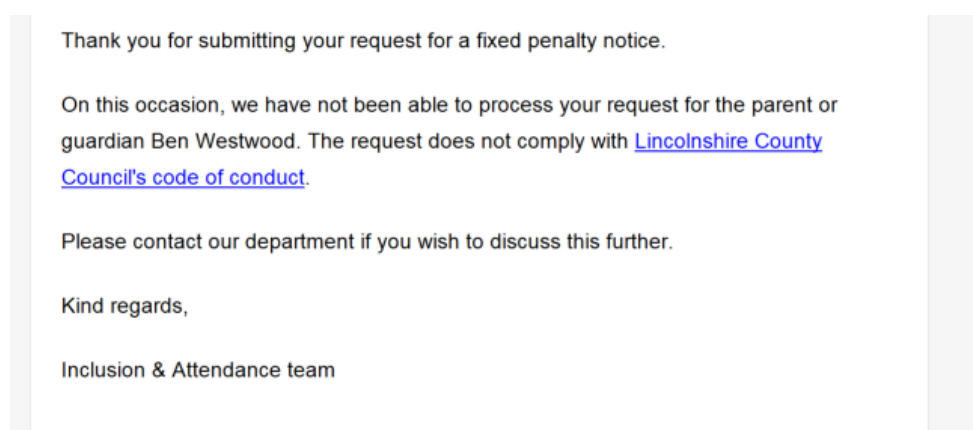 Thank you for submitting your request for a fixed penalty notice.
On this occasion, we have not been able to process your request for the parent or
guardian Ben Westwood. The request does not comply with Lincolnshire County
Council's code of conduct.
Please contact our department if you wish to discuss this further.
Kind regards,
Inclusion & Attendance team